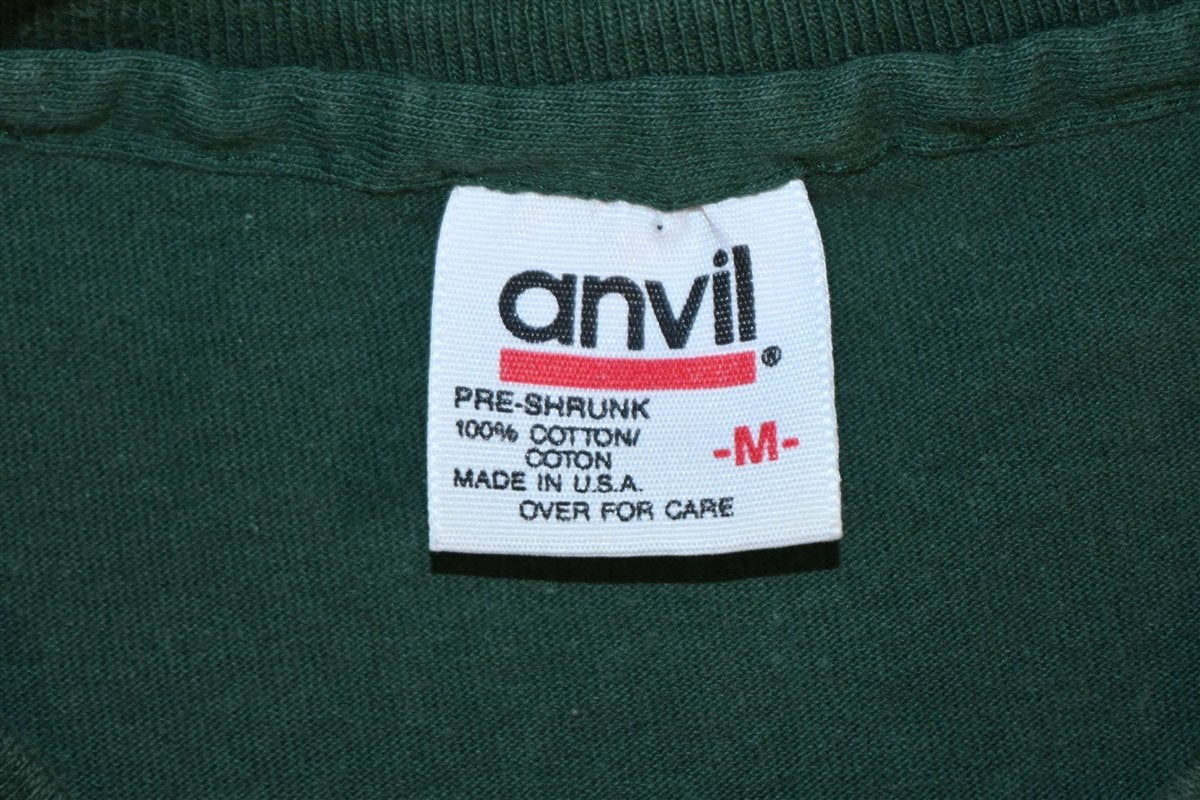 anvil®
PRE-SHRUNK
100% COTTON/
COTON
-M-
MADE IN U.S.A.
OVER FOR CARE